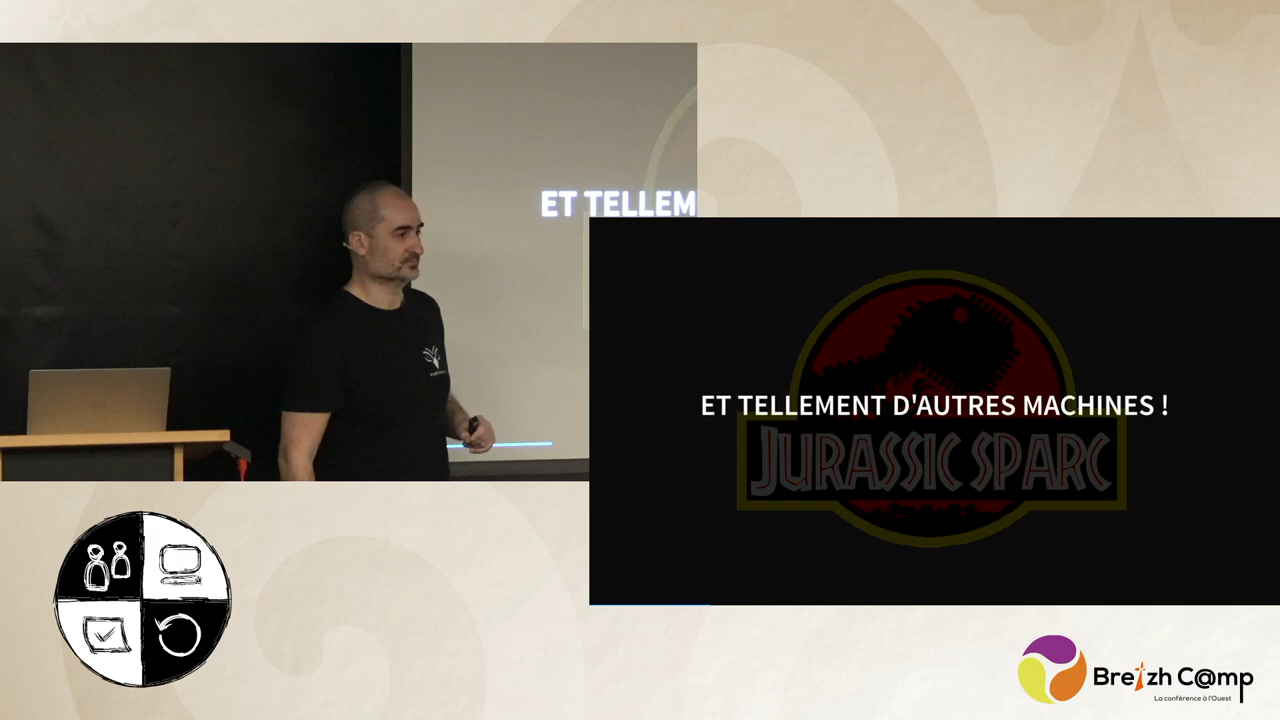 ET TELLEM
ET TELLEMENT D'AUTRES MACHINES !
JURASSIC SPARC
Breizh C@mp
La conférence à l'Ouest